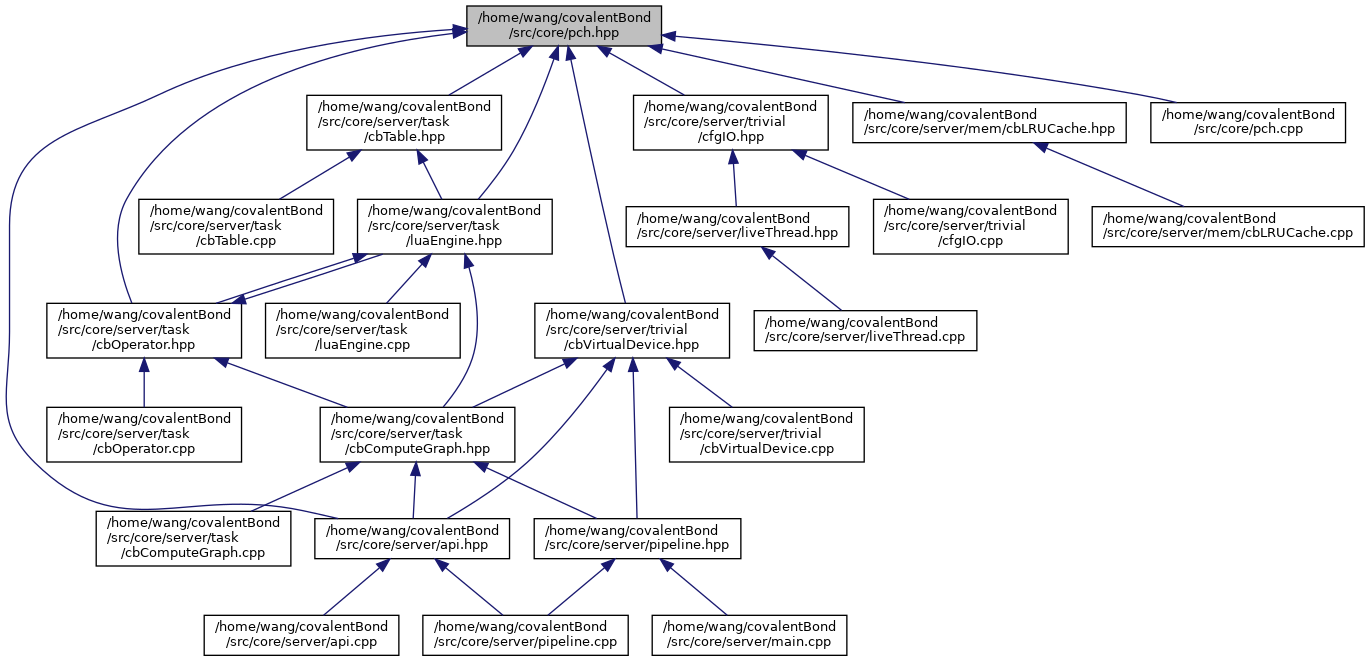 /home/wang/covalentBond
/src/core/pch.hpp
/home/wang/covalentBond
/src/core/server/task
/cbTable.hpp
/home/wang/covalentBond
/src/core/server/trivial
/cfgIO.hpp
/home/wang/covalentBond
/src/core/server/mem/cbLRUCache.hpp
/home/wang/covalentBond
/src/core/pch.cpp
/home/wang/covalentBond
/src/core/server/task
/cbTable.cpp
/home/wang/covalentBond
/src/core/server/task
/luaEngine.hpp
/home/wang/covalentBond
/src/core/server/liveThread.hpp
/home/wang/covalentBond
/src/core/server/trivial
/cfgIO.cpp
/home/wang/covalentBond
/src/core/server/mem/cbLRUCache.cpp
/home/wang/covalentBond
/src/core/server/task
/cbOperator.hpp
/home/wang/covalentBond
/src/core/server/task
/luaEngine.cpp
/home/wang/covalentBond
/src/core/server/trivial
/cbVirtualDevice.hpp
/home/wang/covalentBond
/src/core/server/liveThread.cpp
/home/wang/covalentBond
/src/core/server/task
/cbOperator.cpp
/home/wang/covalentBond
/src/core/server/task
/cbComputeGraph.hpp
/home/wang/covalentBond
/src/core/server/trivial
/cbVirtualDevice.cpp
/home/wang/covalentBond
/src/core/server/task
/cbComputeGraph.cpp
/home/wang/covalentBond
/src/core/server/api.hpp
/home/wang/covalentBond
/src/core/server/pipeline.hpp
/home/wang/covalentBond
/src/core/server/api.cpp
/home/wang/covalentBond
/src/core/server/pipeline.cpp
/home/wang/covalentBond
/src/core/server/main.cpp